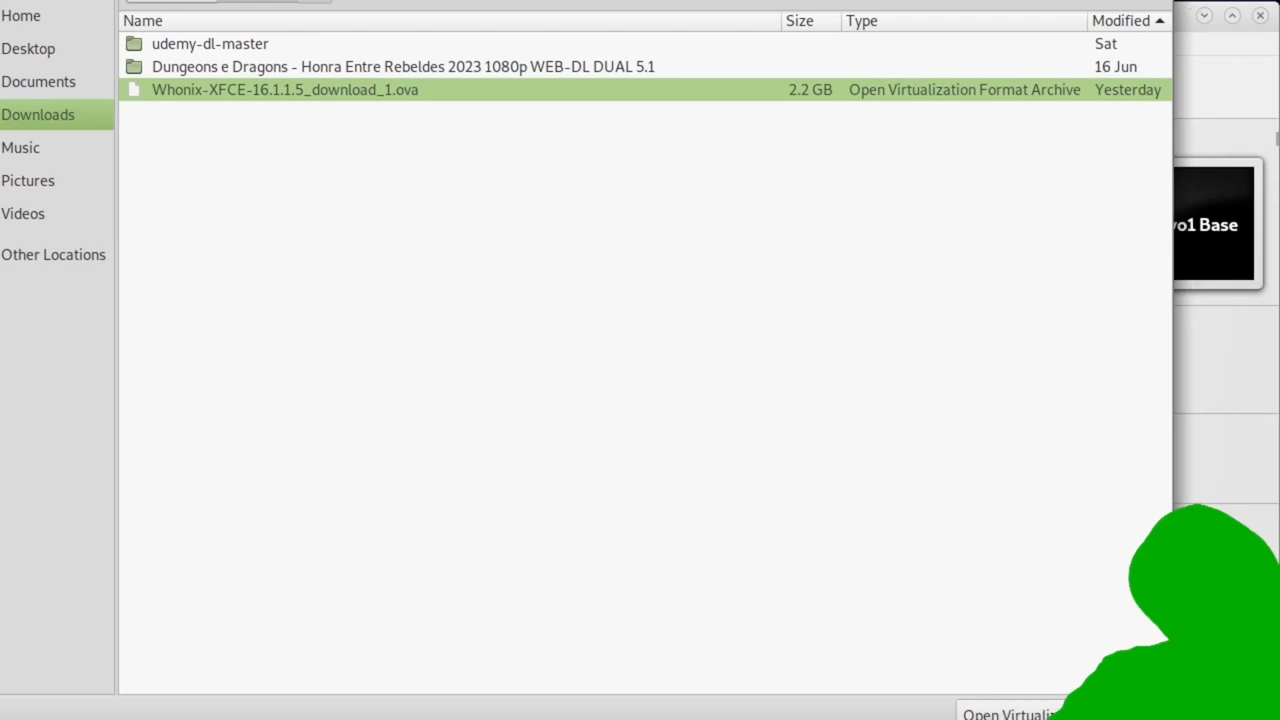 Home
Desktop
Documents
Downloads
Music
Pictures
Videos
Other Locations
Name Size Type Modified
udemy-dl-master Sat
Dungeons e Dragons - Honra Entre Rebeldes 2023 1080p WEB-DL DUAL 5.1 16 Jun
Whonix-XFCE-16.1.1.5_download_1.ova 2.2 GB Open Virtualization Format Archive Yesterday
Base
Open